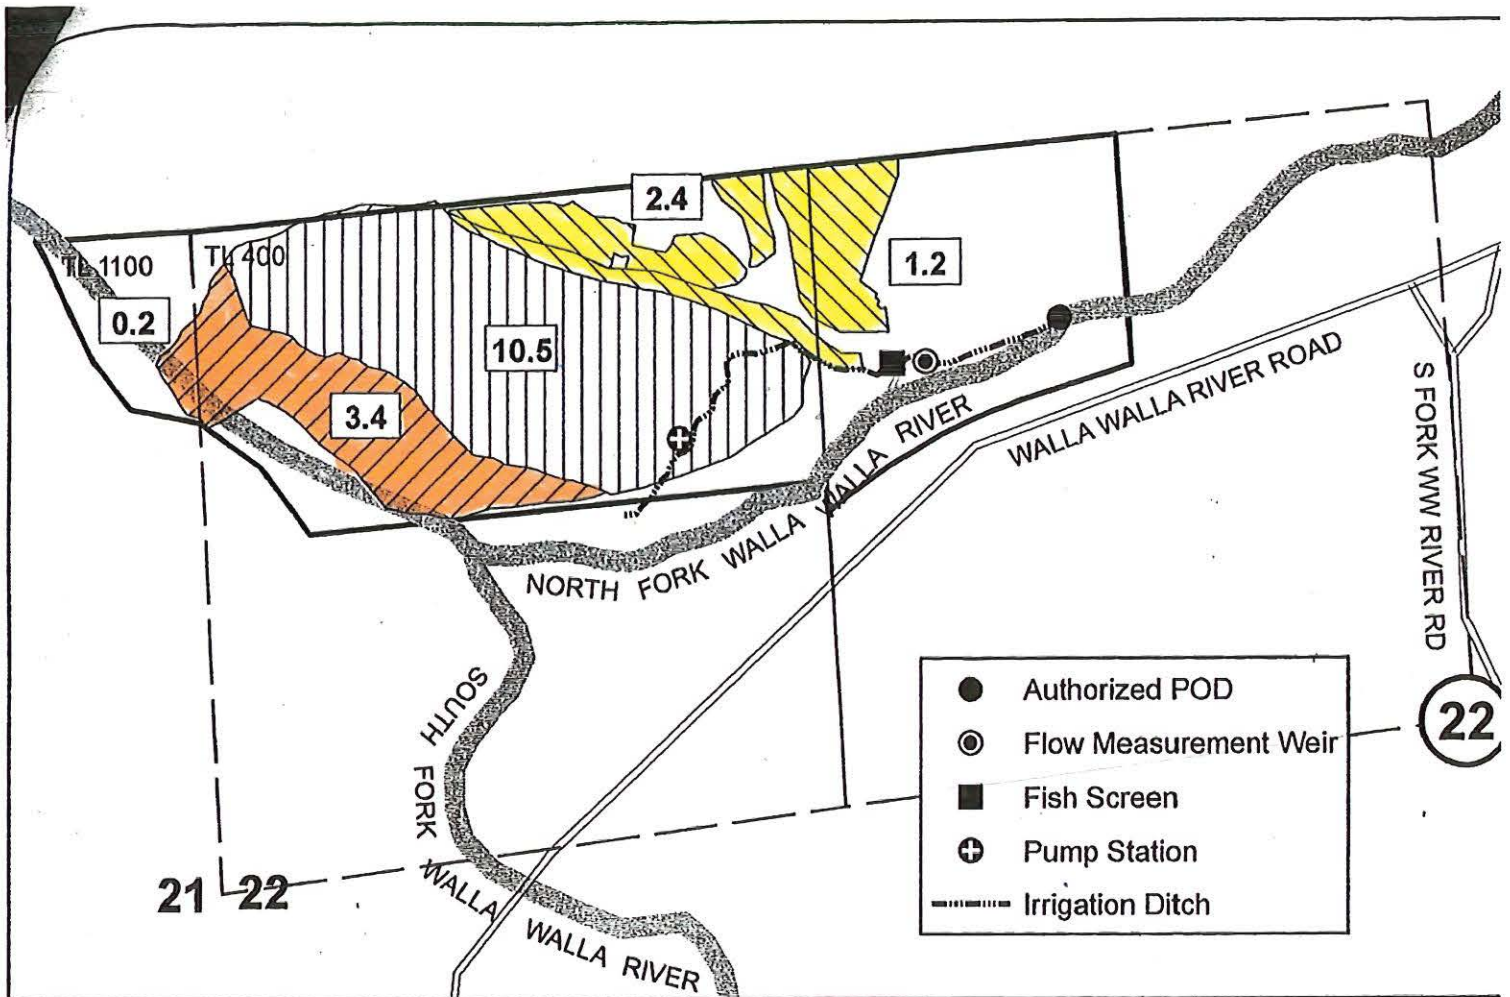 2.4
1.2
TL 1100
TL 400
0.2
10.5
3.4
WALLA WALLA RIVER ROAD
S FORK WW RIVER RD
NORTH FORK WALLA WALLA RIVER
SOUTH FORK WALLA WALLA RIVER
21 22
22
Authorized POD
Flow Measurement Weir
Fish Screen
Pump Station
Irrigation Ditch